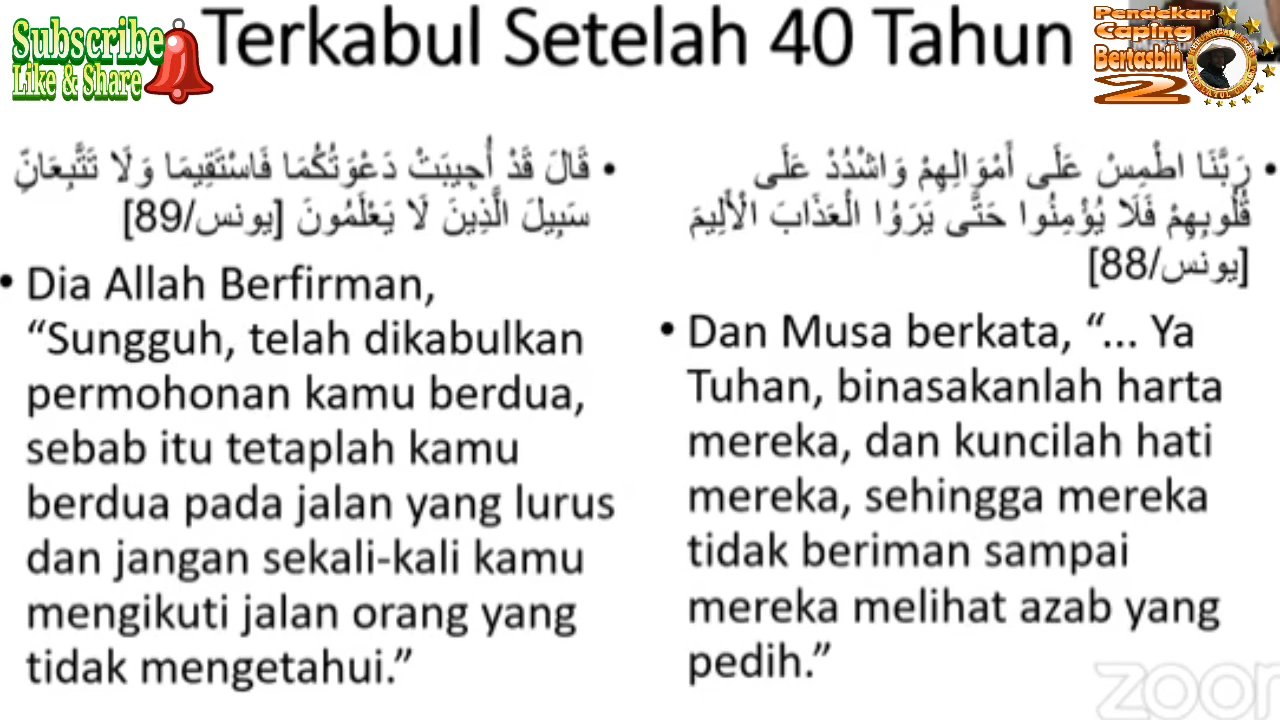 Terkabul Setelah 40 Tahun
Subscribe
Like & Share
Pendekar
Caping
Bertasbih
2
• رَبَّنَا اطْمِسْ عَلَى أَمْوَالِهِمْ وَاشْدُدْ عَلَى
قُلُوبِهِمْ فَلَا يُؤْمِنُوا حَتَّى يَرَوُا الْعَذَابَ الْأَلِيمَ
[يونس/88]
• Dan Musa berkata, “... Ya
Tuhan, binasakanlah harta
mereka, dan kuncilah hati
mereka, sehingga mereka
tidak beriman sampai
mereka melihat azab yang
pedih.”
• قَالَ قَدْ أُجِيبَتْ دَعْوَتُكُمَا فَاسْتَقِيمَا وَلَا تَتَّبِعَانِّ
سَبِيلَ الَّذِينَ لَا يَعْلَمُونَ [يونس/89]
• Dia Allah Berfirman,
“Sungguh, telah dikabulkan
permohonan kamu berdua,
sebab itu tetaplah kamu
berdua pada jalan yang lurus
dan jangan sekali-kali kamu
mengikuti jalan orang yang
tidak mengetahui.”
zoom